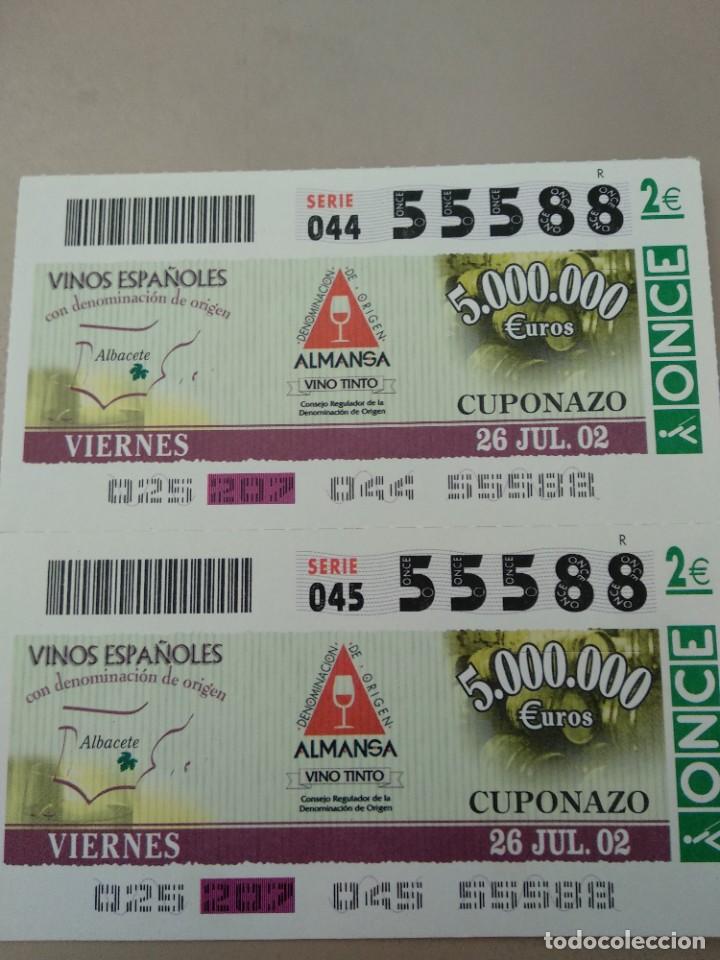 R
SERIE
044 55588 2€
VINOS ESPAÑOLES
con denominación de origen
Albacete
DENOMINACIÓN DE ORIGEN
ALMANSA
VINO TINTO
Consejo Regulador de la
Denominación de Origen
5.000.000
€uros
CUPONAZO
ONCE
VIERNES 26 JUL. 02
025 207 044 55588
R
SERIE
045 55588 2€
VINOS ESPAÑOLES
con denominación de origen
Albacete
DENOMINACIÓN DE ORIGEN
ALMANSA
VINO TINTO
Consejo Regulador de la
Denominación de Origen
5.000.000
€uros
CUPONAZO
ONCE
VIERNES 26 JUL. 02
025 207 045 55588
todocoleccion
© todocoleccion.net